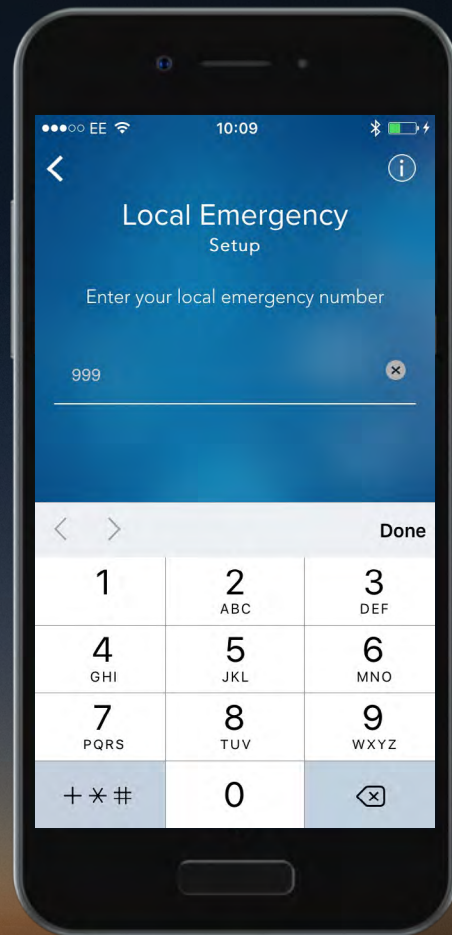 EE 10:09
Local Emergency
Setup
Enter your local emergency number
999
Done
1 2 3
ABC DEF
4 5 6
GHI JKL MNO
7 8 9
PQRS TUV WXYZ
+*# 0